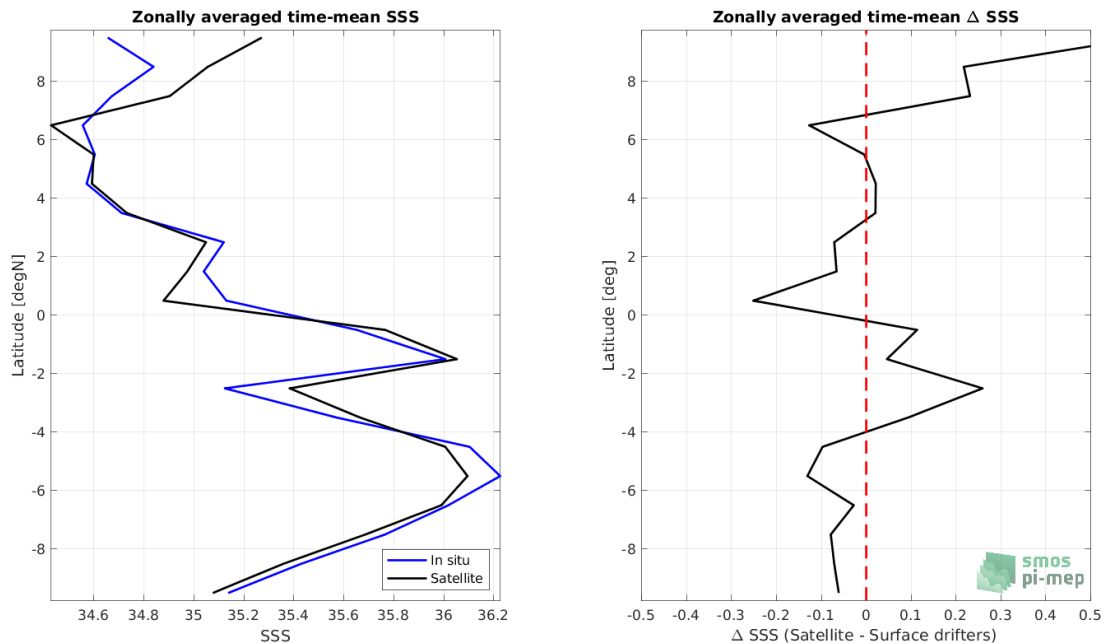 Zonally averaged time-mean SSS
Latitude [degN]
8
6
4
2
0
-2
-4
-6
-8
34.6 34.8 35 35.2 35.4 35.6 35.8 36 36.2
SSS
In situ
Satellite
Zonally averaged time-mean Δ SSS
Latitude [deg]
8
6
4
2
0
-2
-4
-6
-8
-0.5 -0.4 -0.3 -0.2 -0.1 0 0.1 0.2 0.3 0.4 0.5
Δ SSS (Satellite - Surface drifters)
smos
pi-mep